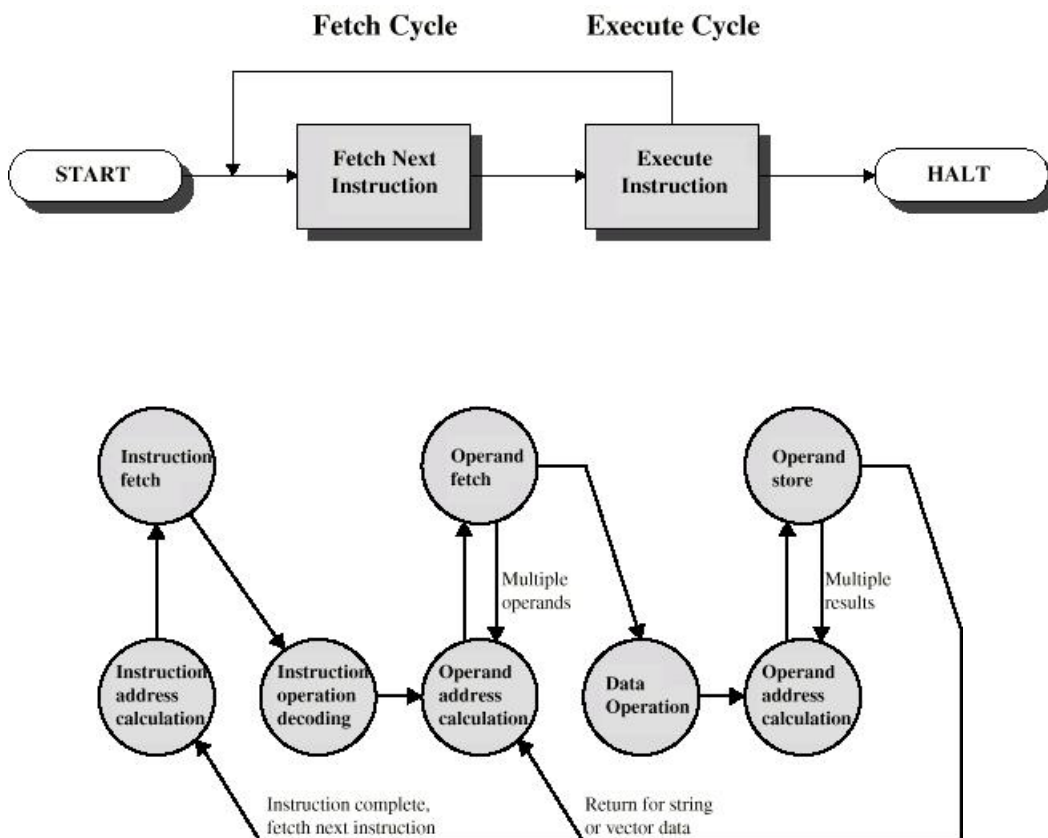 Fetch Cycle
Execute Cycle
START
Fetch Next
Instruction
Execute
Instruction
HALT
Instruction
fetch
Operand
fetch
Operand
store
Multiple
operands
Multiple
results
Instruction
address
calculation
Instruction
operation
decoding
Operand
address
calculation
Data
Operation
Operand
address
calculation
Instruction complete,
fetcth next instruction
Return for string
or vector data